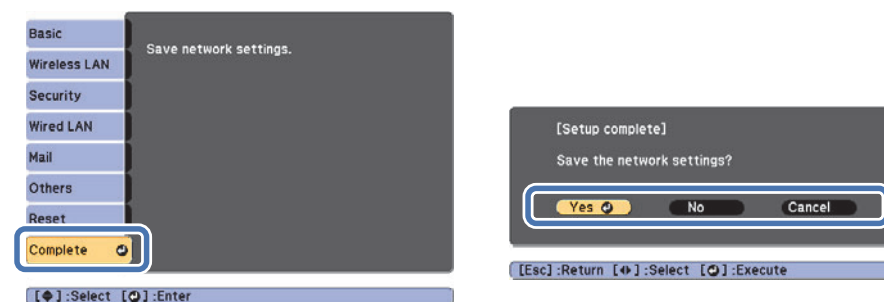 Basic
Wireless LAN
Security
Wired LAN
Mail
Others
Reset
Complete
Save network settings.
[◆] :Select [⏎] :Enter
[Setup complete]
Save the network settings?
Yes No Cancel
[Esc] :Return [◆] :Select [⏎] :Execute